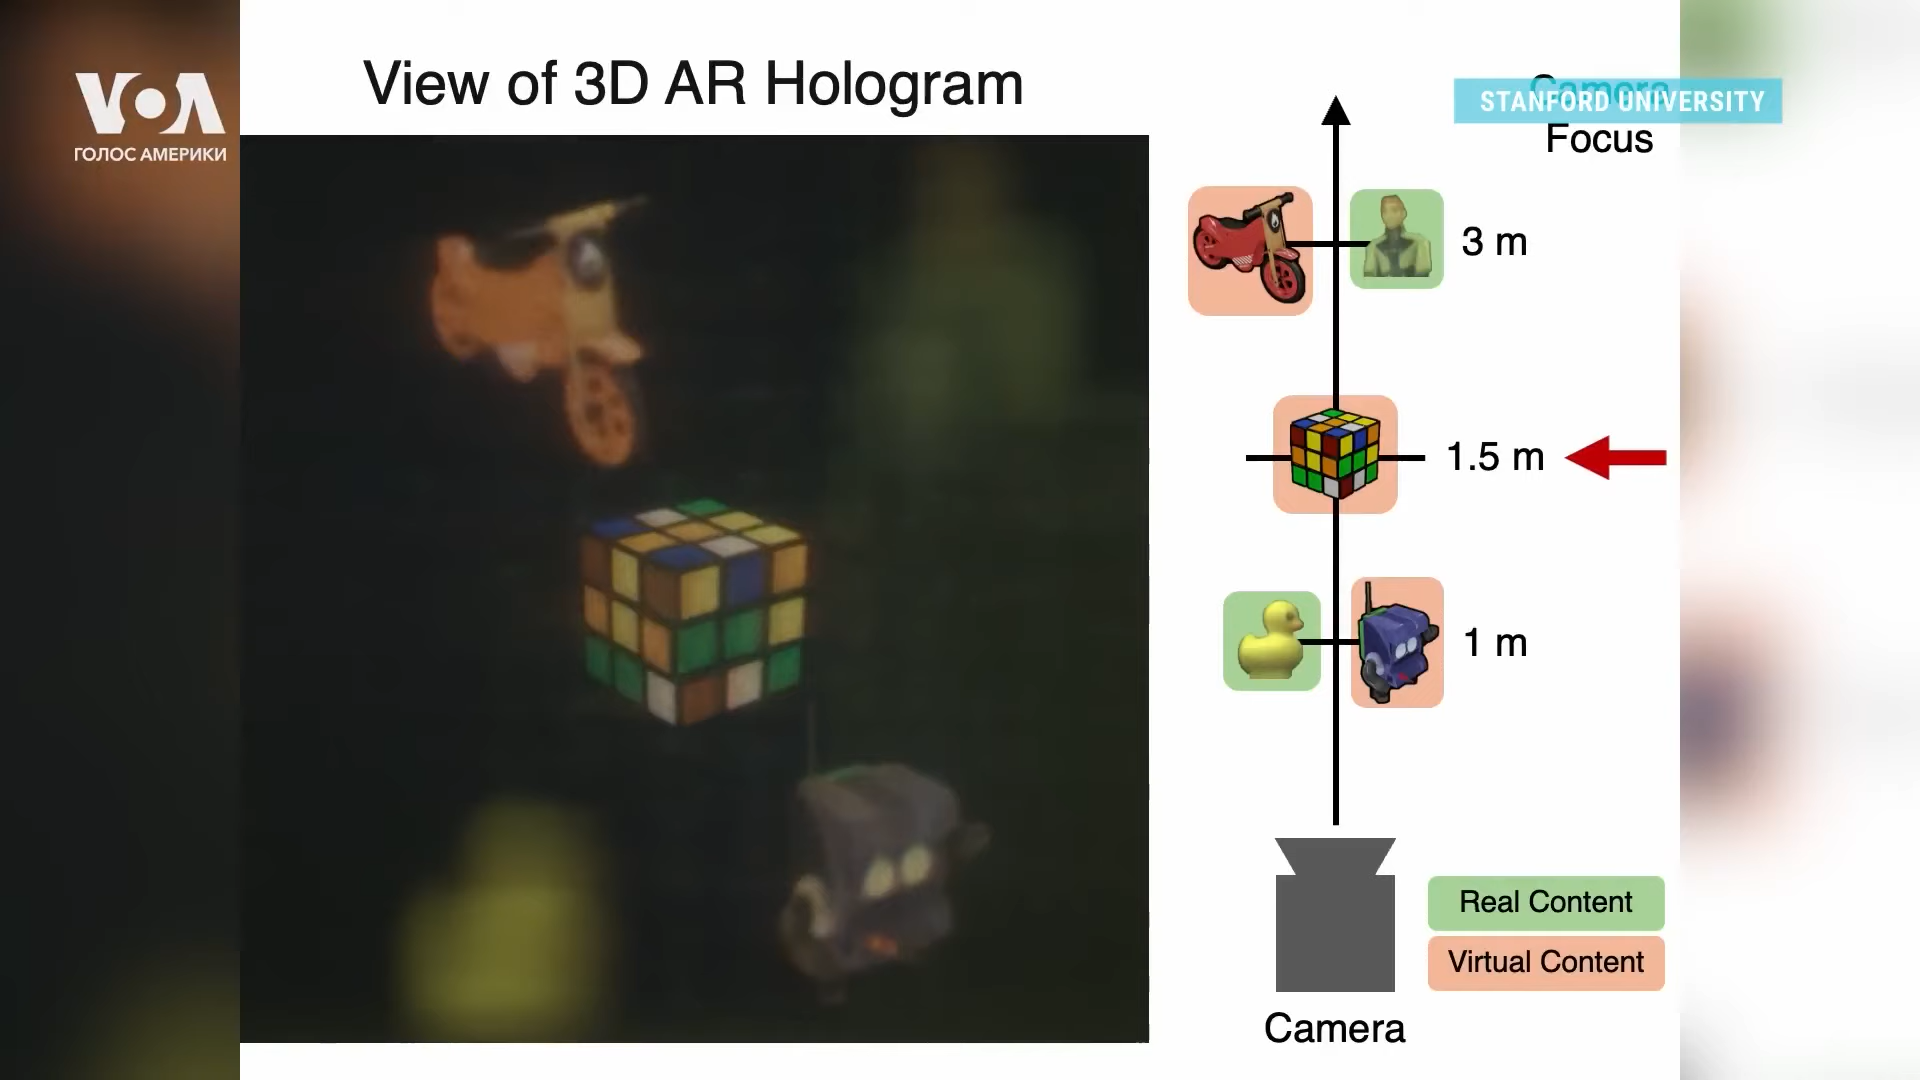 VOA
ГОЛОС АМЕРИКИ
View of 3D AR Hologram
Camera
STANFORD UNIVERSITY
Focus
3 m
1.5 m
1 m
Real Content
Virtual Content
Camera